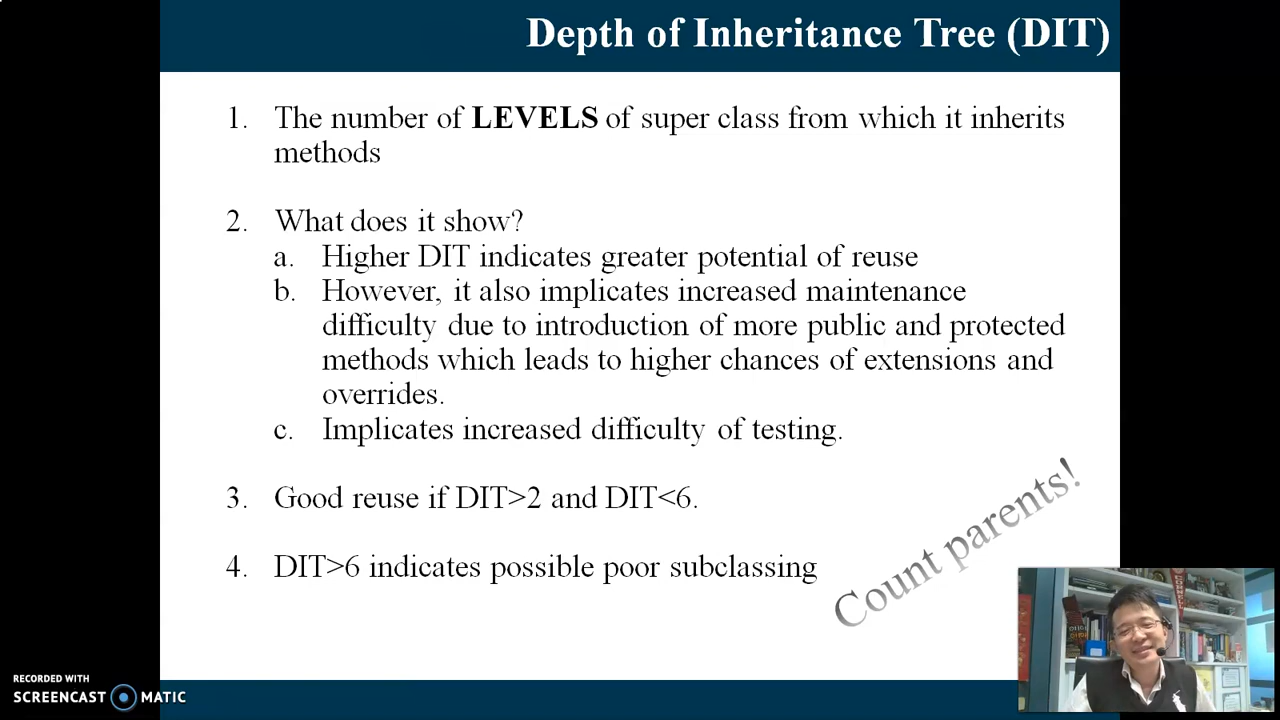 Depth of Inheritance Tree (DIT)
1. The number of LEVELS of super class from which it inherits
methods
2. What does it show?
a. Higher DIT indicates greater potential of reuse
b. However, it also implicates increased maintenance
difficulty due to introduction of more public and protected
methods which leads to higher chances of extensions and
overrides.
c. Implicates increased difficulty of testing.
3. Good reuse if DIT>2 and DIT<6.
4. DIT>6 indicates possible poor subclassing
Count parents!
CORNELL
RECORDED WITH
SCREENCAST MATIC